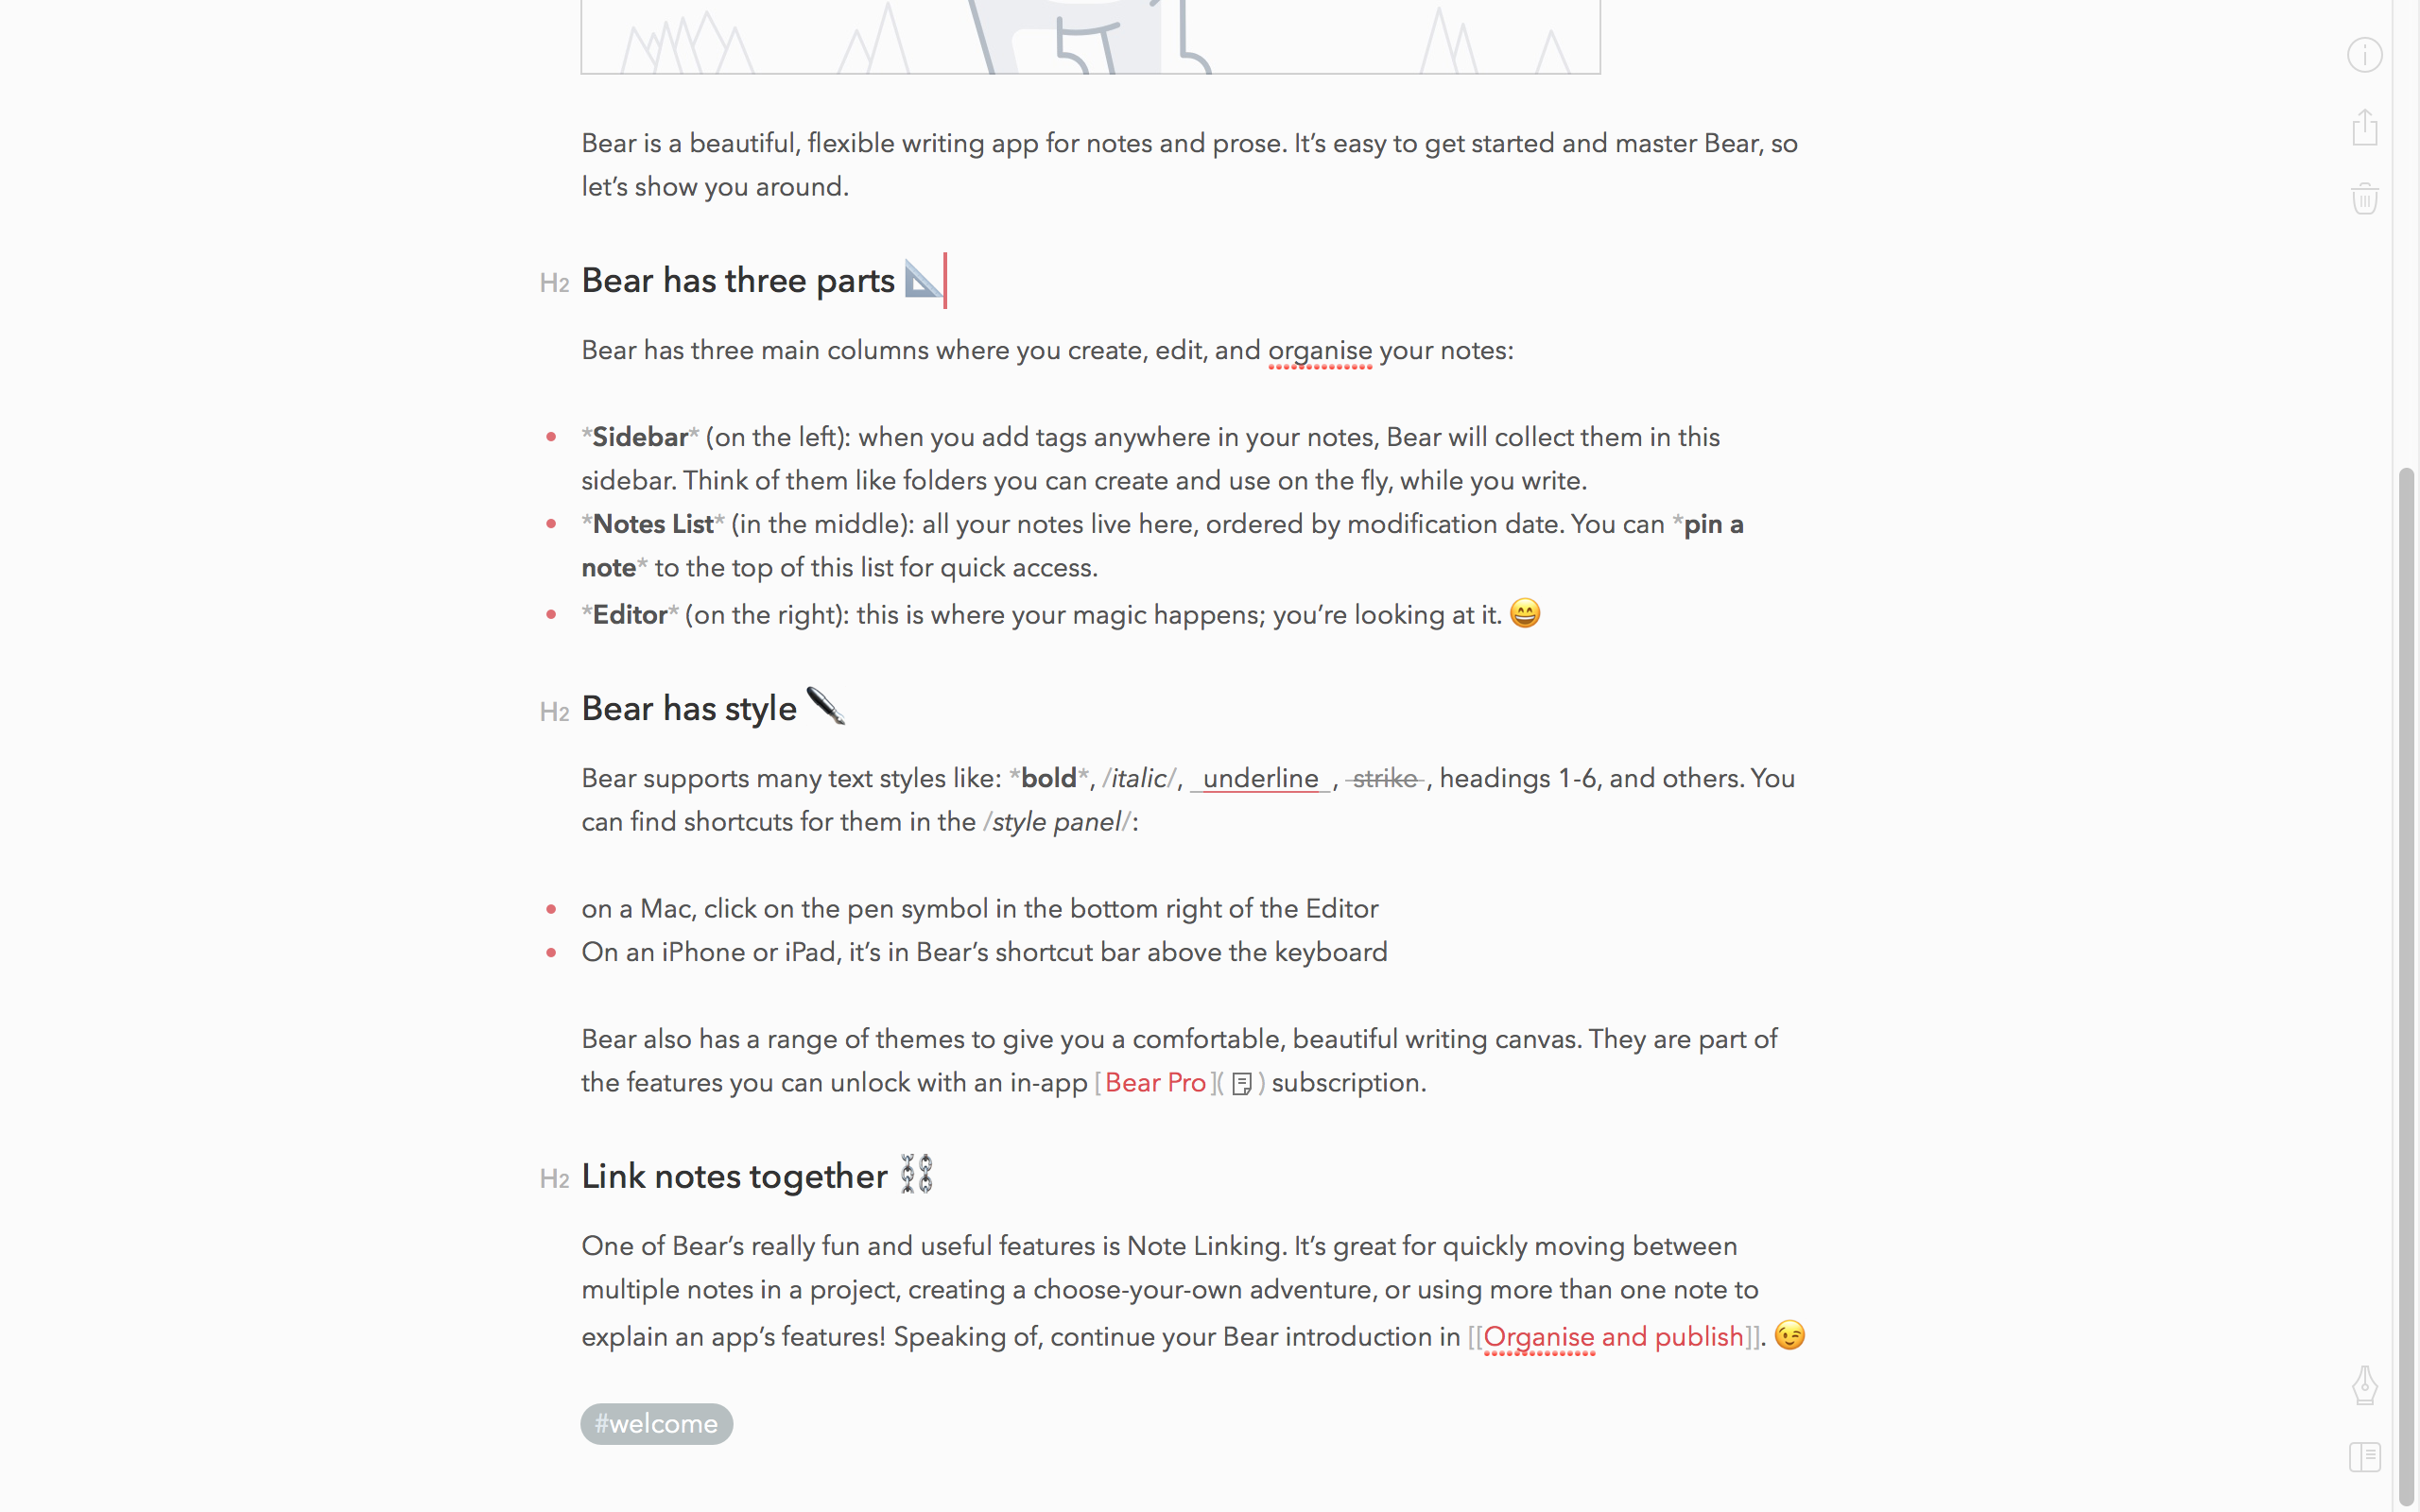 Bear is a beautiful, flexible writing app for notes and prose. It’s easy to get started and master Bear, so
let’s show you around.
H2 Bear has three parts 📐
Bear has three main columns where you create, edit, and organise your notes:
• *Sidebar* (on the left): when you add tags anywhere in your notes, Bear will collect them in this
sidebar. Think of them like folders you can create and use on the fly, while you write.
• *Notes List* (in the middle): all your notes live here, ordered by modification date. You can *pin a
note* to the top of this list for quick access.
• *Editor* (on the right): this is where your magic happens; you’re looking at it. 😄
H2 Bear has style 🖋
Bear supports many text styles like: *bold*, /italic/, _underline_, -strike-, headings 1-6, and others. You
can find shortcuts for them in the /style panel/:
• on a Mac, click on the pen symbol in the bottom right of the Editor
• On an iPhone or iPad, it’s in Bear’s shortcut bar above the keyboard
Bear also has a range of themes to give you a comfortable, beautiful writing canvas. They are part of
the features you can unlock with an in-app [Bear Pro]( ) subscription.
H2 Link notes together ⛓
One of Bear’s really fun and useful features is Note Linking. It’s great for quickly moving between
multiple notes in a project, creating a choose-your-own adventure, or using more than one note to
explain an app’s features! Speaking of, continue your Bear introduction in [[Organise and publish]]. 😉
#welcome